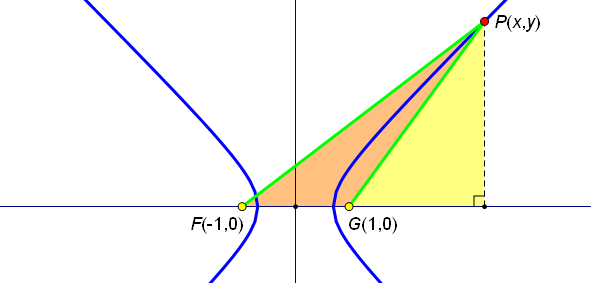 P(x,y)
F(-1,0)
G(1,0)